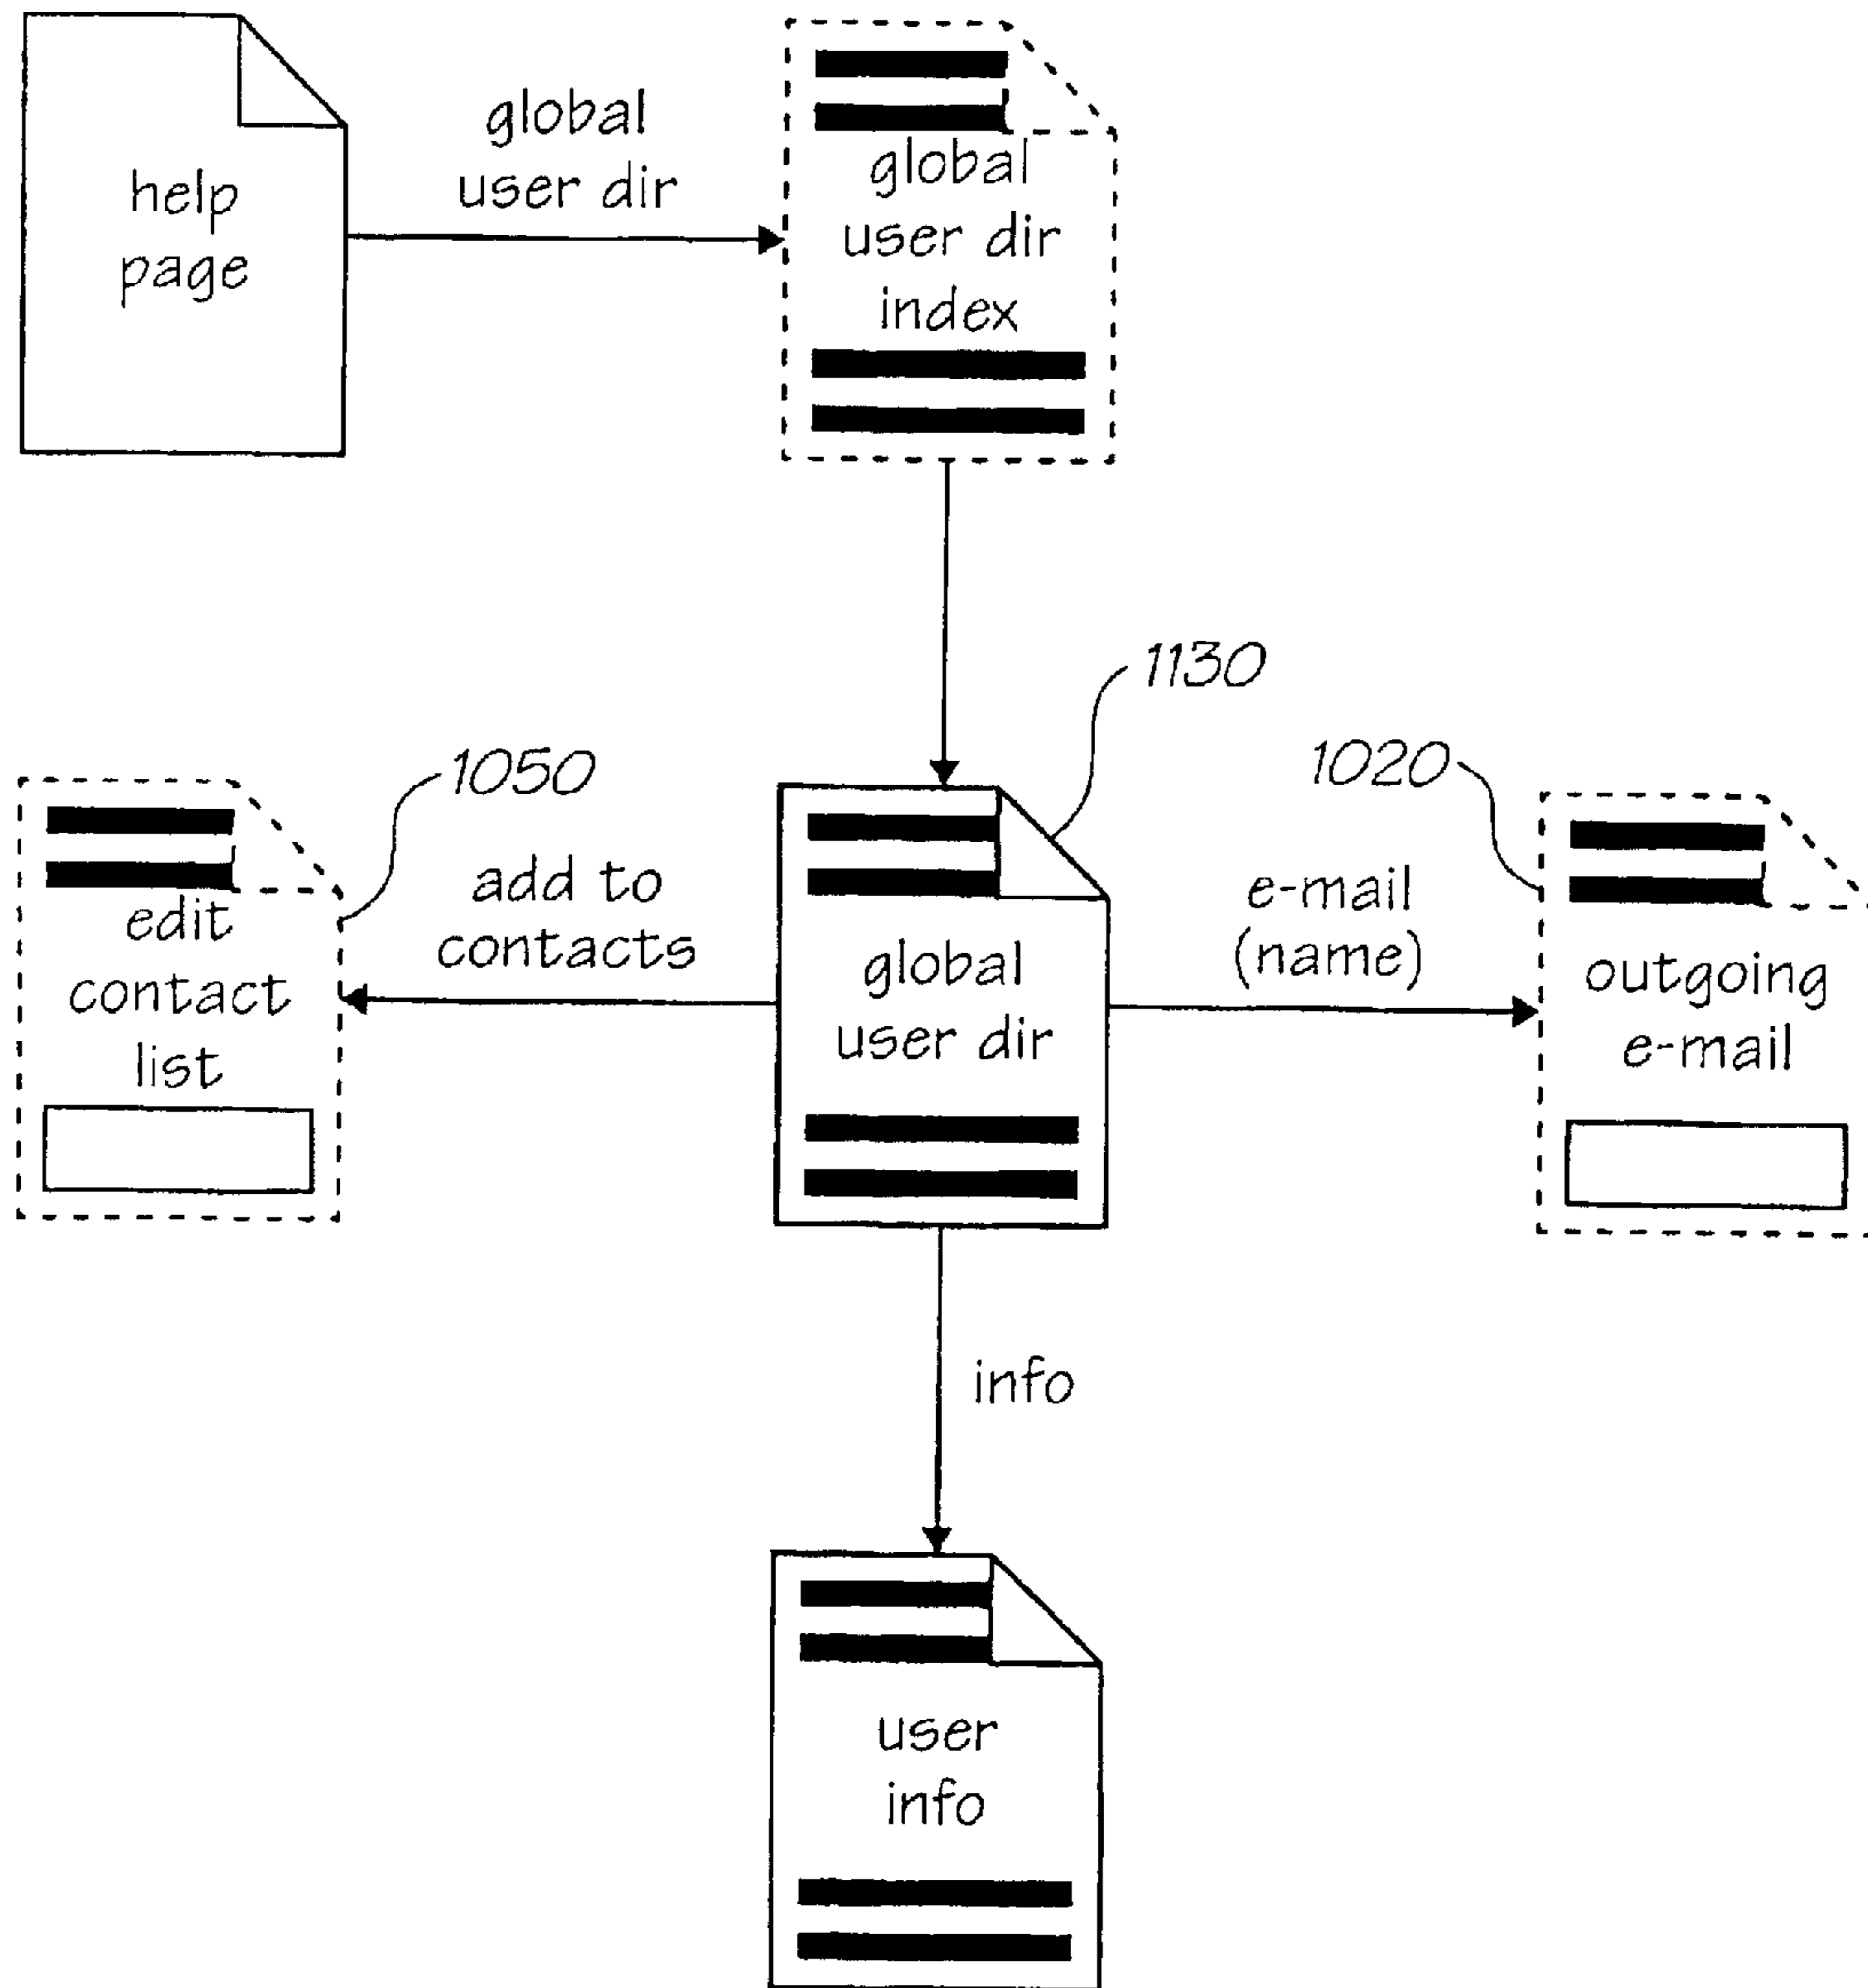 help
page
global
user dir
global
user dir
index
1130
1050
1020
edit
contact
list
add to
contacts
global
user dir
e-mail
(name)
outgoing
e-mail
info
user
info